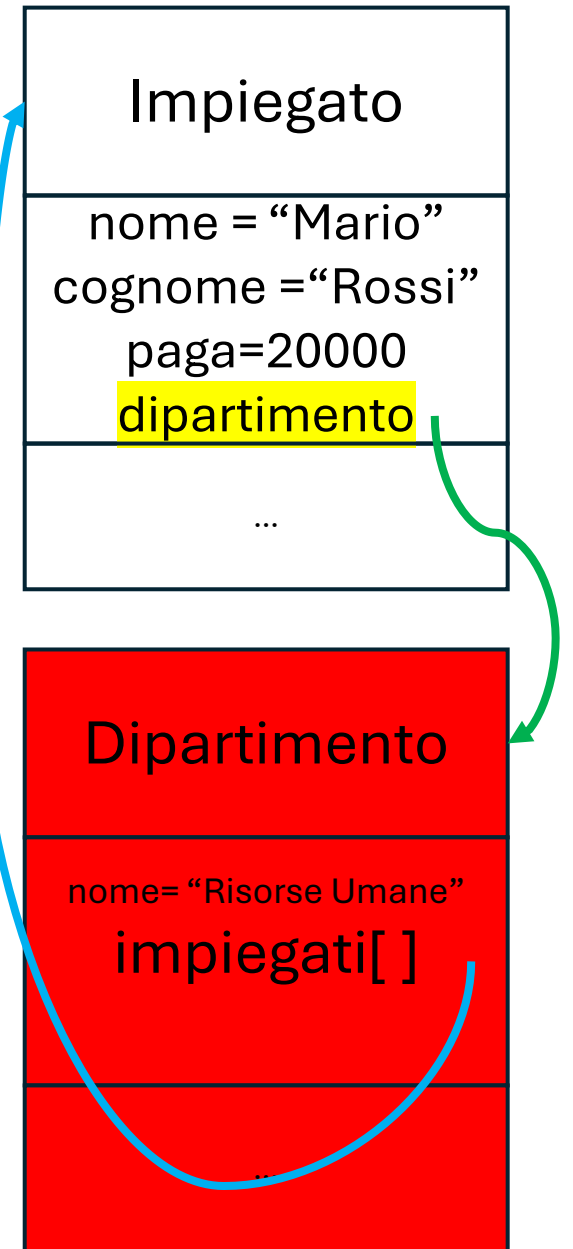 Impiegato
nome = “Mario”
cognome =“Rossi”
paga=20000
dipartimento
...
Dipartimento
nome= “Risorse Umane”
impiegati[ ]
...